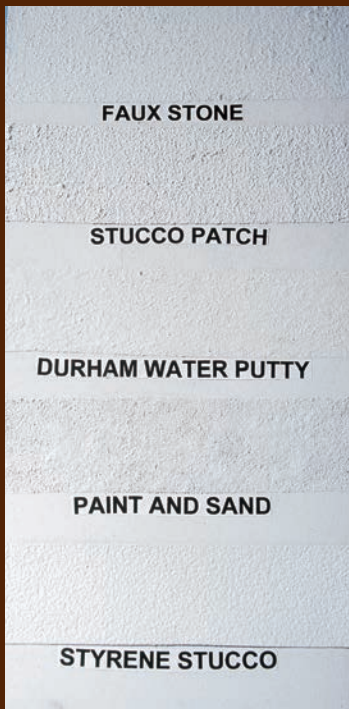 FAUX STONE
STUCCO PATCH
DURHAM WATER PUTTY
PAINT AND SAND
STYRENE STUCCO